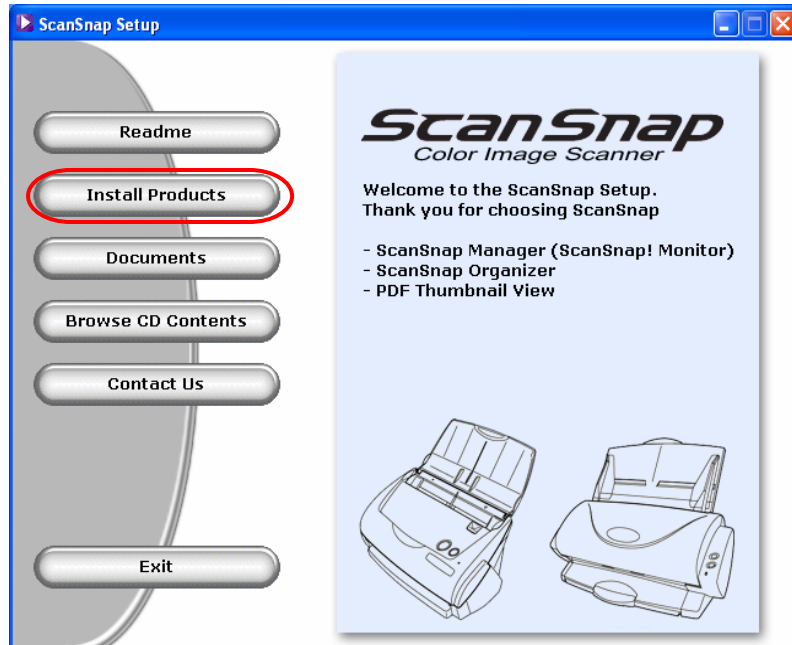 ScanSnap Setup
Readme
Install Products
Documents
Browse CD Contents
Contact Us
Exit
ScanSnap
Color Image Scanner
Welcome to the ScanSnap Setup.
Thank you for choosing ScanSnap
- ScanSnap Manager (ScanSnap! Monitor)
- ScanSnap Organizer
- PDF Thumbnail View